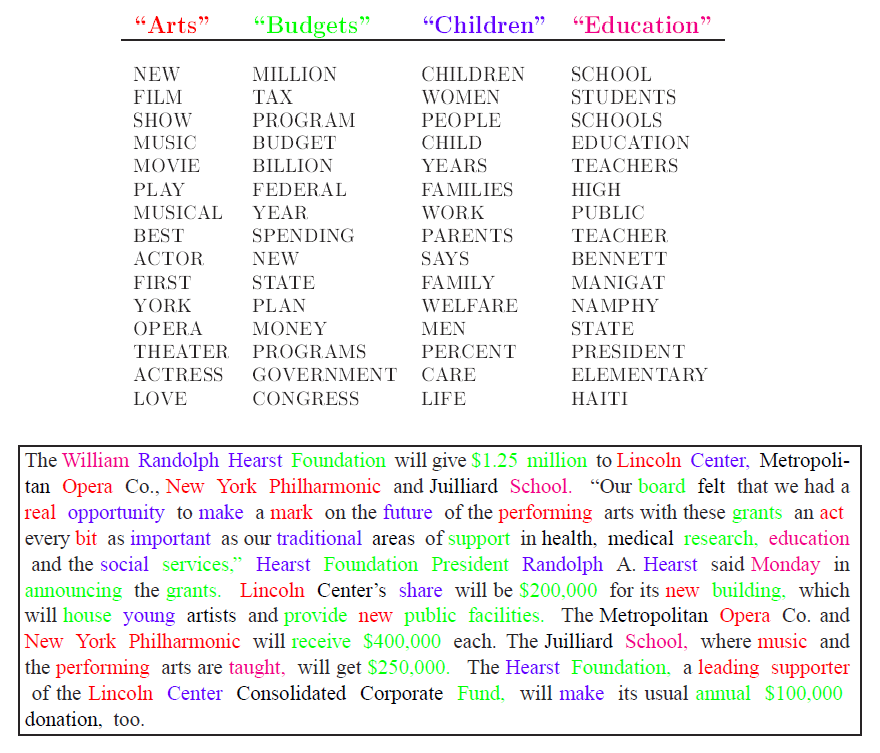 “Arts” “Budgets” “Children” “Education”
NEW MILLION CHILDREN SCHOOL
FILM TAX WOMEN STUDENTS
SHOW PROGRAM PEOPLE SCHOOLS
MUSIC BUDGET CHILD EDUCATION
MOVIE BILLION YEARS TEACHERS
PLAY FEDERAL FAMILIES HIGH
MUSICAL YEAR WORK PUBLIC
BEST SPENDING PARENTS TEACHER
ACTOR NEW SAYS BENNETT
FIRST STATE FAMILY MANIGAT
YORK PLAN WELFARE NAMPHY
OPERA MONEY MEN STATE
THEATER PROGRAMS PERCENT PRESIDENT
ACTRESS GOVERNMENT CARE ELEMENTARY
LOVE CONGRESS LIFE HAITI
The William Randolph Hearst Foundation will give $1.25 million to Lincoln Center, Metropoli-
tan Opera Co., New York Philharmonic and Juilliard School. “Our board felt that we had a
real opportunity to make a mark on the future of the performing arts with these grants an act
every bit as important as our traditional areas of support in health, medical research, education
and the social services,” Hearst Foundation President Randolph A. Hearst said Monday in
announcing the grants. Lincoln Center’s share will be $200,000 for its new building, which
will house young artists and provide new public facilities. The Metropolitan Opera Co. and
New York Philharmonic will receive $400,000 each. The Juilliard School, where music and
the performing arts are taught, will get $250,000. The Hearst Foundation, a leading supporter
of the Lincoln Center Consolidated Corporate Fund, will make its usual annual $100,000
donation, too.